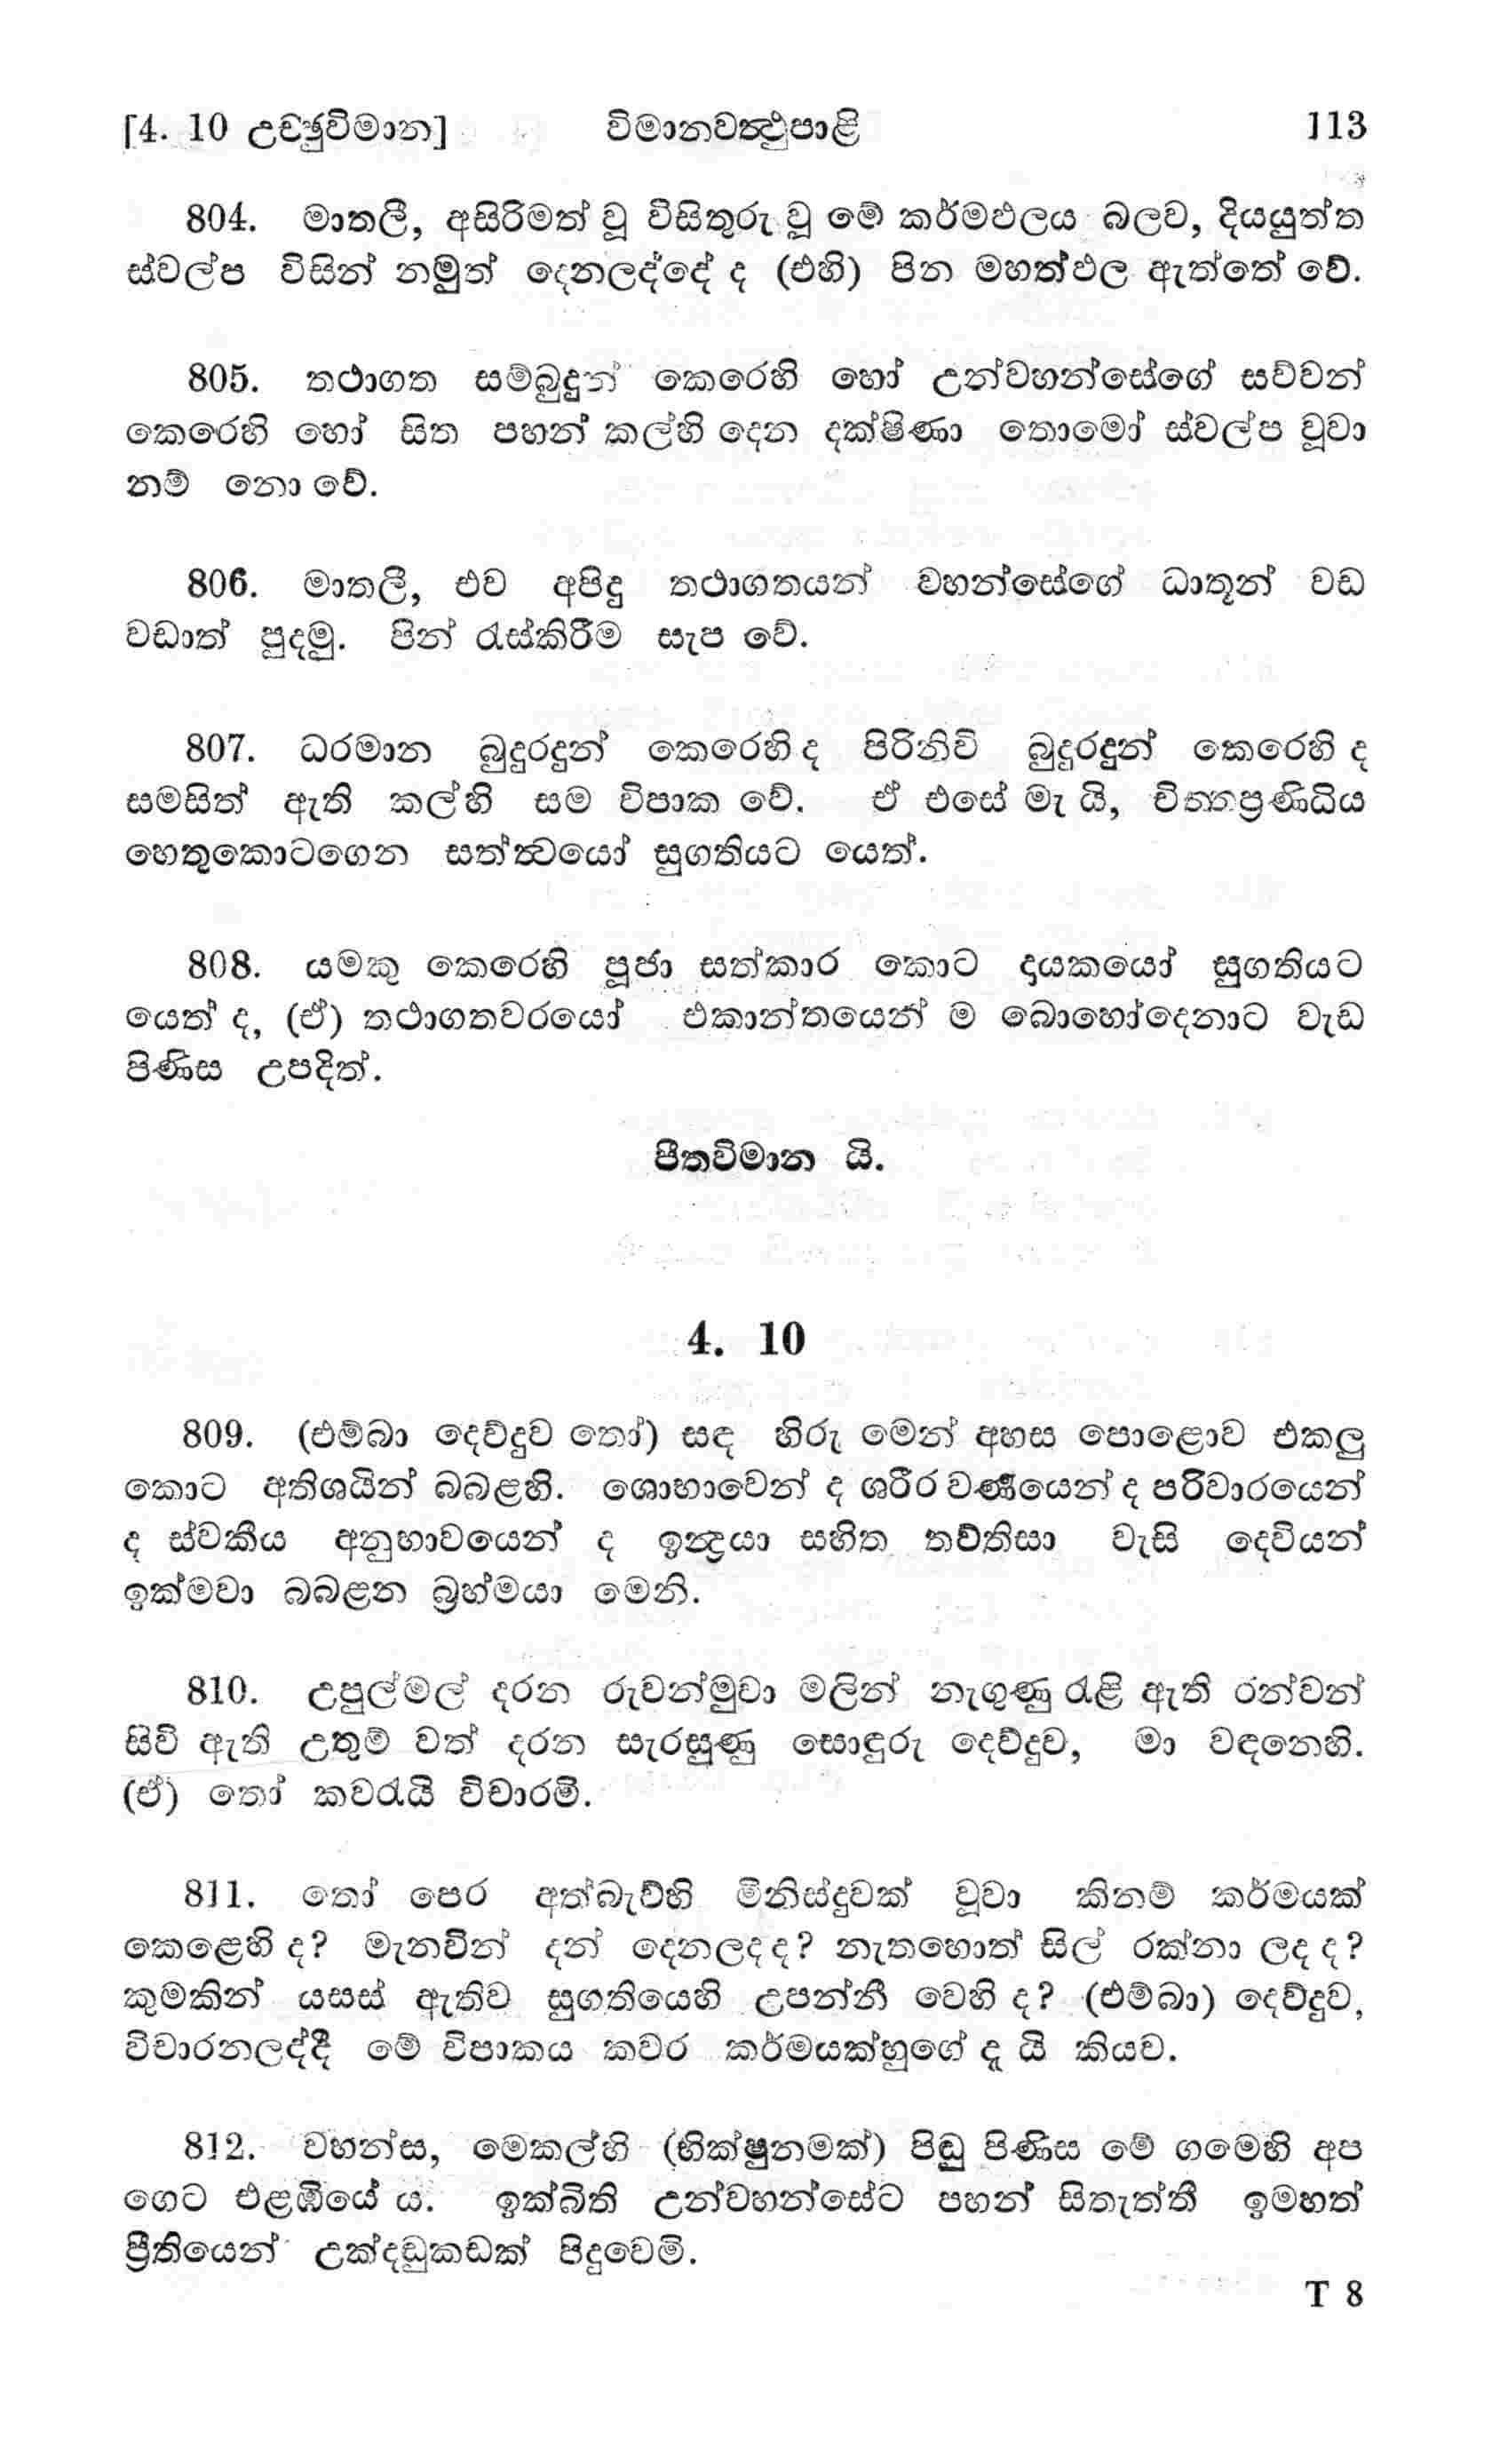 [4. 10 උච්ඡුවිමාන] විමානවත්‍ථුපාළි 113
804. මාතලී, අසිරිමත් වූ විසිතුරු වූ මේ කර්මඵලය බලව, දියයුත්ත
ස්වල්ප විසින් නමුත් දෙනලද්දේ ද (එහි) පින මහත්ඵල ඇත්තේ වේ.
805. තථාගත සම්බුදුන් කෙරෙහි හෝ උන්වහන්සේගේ සව්වන්
කෙරෙහි හෝ සිත පහන් කල්හි දෙන දක්ෂිණා තොමෝ ස්වල්ප වූවා
නම් නො වේ.
806. මාතලී, එව අපිදු තථාගතයන් වහන්සේගේ ධාතූන් වඩ
වඩාත් පුදමු. පින් රැස්කිරීම සැප වේ.
807. ධරමාන බුදුරදුන් කෙරෙහි ද පිරිනිවි බුදුරදුන් කෙරෙහි ද
සමසිත් ඇති කල්හි සම විපාක වේ. ඒ එසේ මැ යි, චිත්තප්‍රණිධිය
හෙතුකොටගෙන සත්ත්‍වයෝ සුගතියට යෙත්.
808. යමකු කෙරෙහි පූජා සත්කාර කොට දායකයෝ සුගතියට
යෙත් ද, (ඒ) තථාගතවරයෝ එකාන්තයෙන් ම බොහෝදෙනාට වැඩ
පිණිස උපදිත්.
පීතවිමාන යි.
4. 10
809. (එම්බා දෙව්දුව තෝ) සඳ හිරු මෙන් අහස පොළොව එකලු
කොට අතිශයින් බබළහි. ශොභාවෙන් ද ශරීර වර්‍ණයෙන් ද පරිවාරයෙන්
ද ස්වකීය අනුභාවයෙන් ද ඉන්‍ද්‍රයා සහිත තව්තිසා වැසි දෙවියන්
ඉක්මවා බබළන බ්‍රහ්මයා මෙනි.
810. උපුල්මල් දරන රුවන්මුවා මලින් නැගුණු රැළි ඇති රන්වන්
සිවි ඇති උතුම් වත් දරන සැරසුණු සොඳුරු දෙව්දුව, මා වඳනෙහි.
(ඒ) තෝ කවරැයි විචාරමි.
811. තෝ පෙර අත්බැව්හි මිනිස්දුවක් වූවා කිනම් කර්මයක්
කෙළෙහි ද? මැනවින් දන් දෙනලද ද? නැතහොත් සිල් රක්නා ලද ද?
කුමකින් යසස් ඇතිව සුගතියෙහි උපන්නී වෙහි ද? (එම්බා) දෙව්දුව,
විචාරනලද්දී මේ විපාකය කවර කර්මයක්හුගේ දැ යි කියව.
812. වහන්ස, මෙකල්හි (භික්ෂුනමක්) පිඬු පිණිස මේ ගමෙහි අප
ගෙට එළඹියේ ය. ඉක්බිති උන්වහන්සේට පහන් සිතැත්තී ඉමහත්
ප්‍රීතියෙන් උක්දඬුකඩක් පිදුවෙමි.
T 8